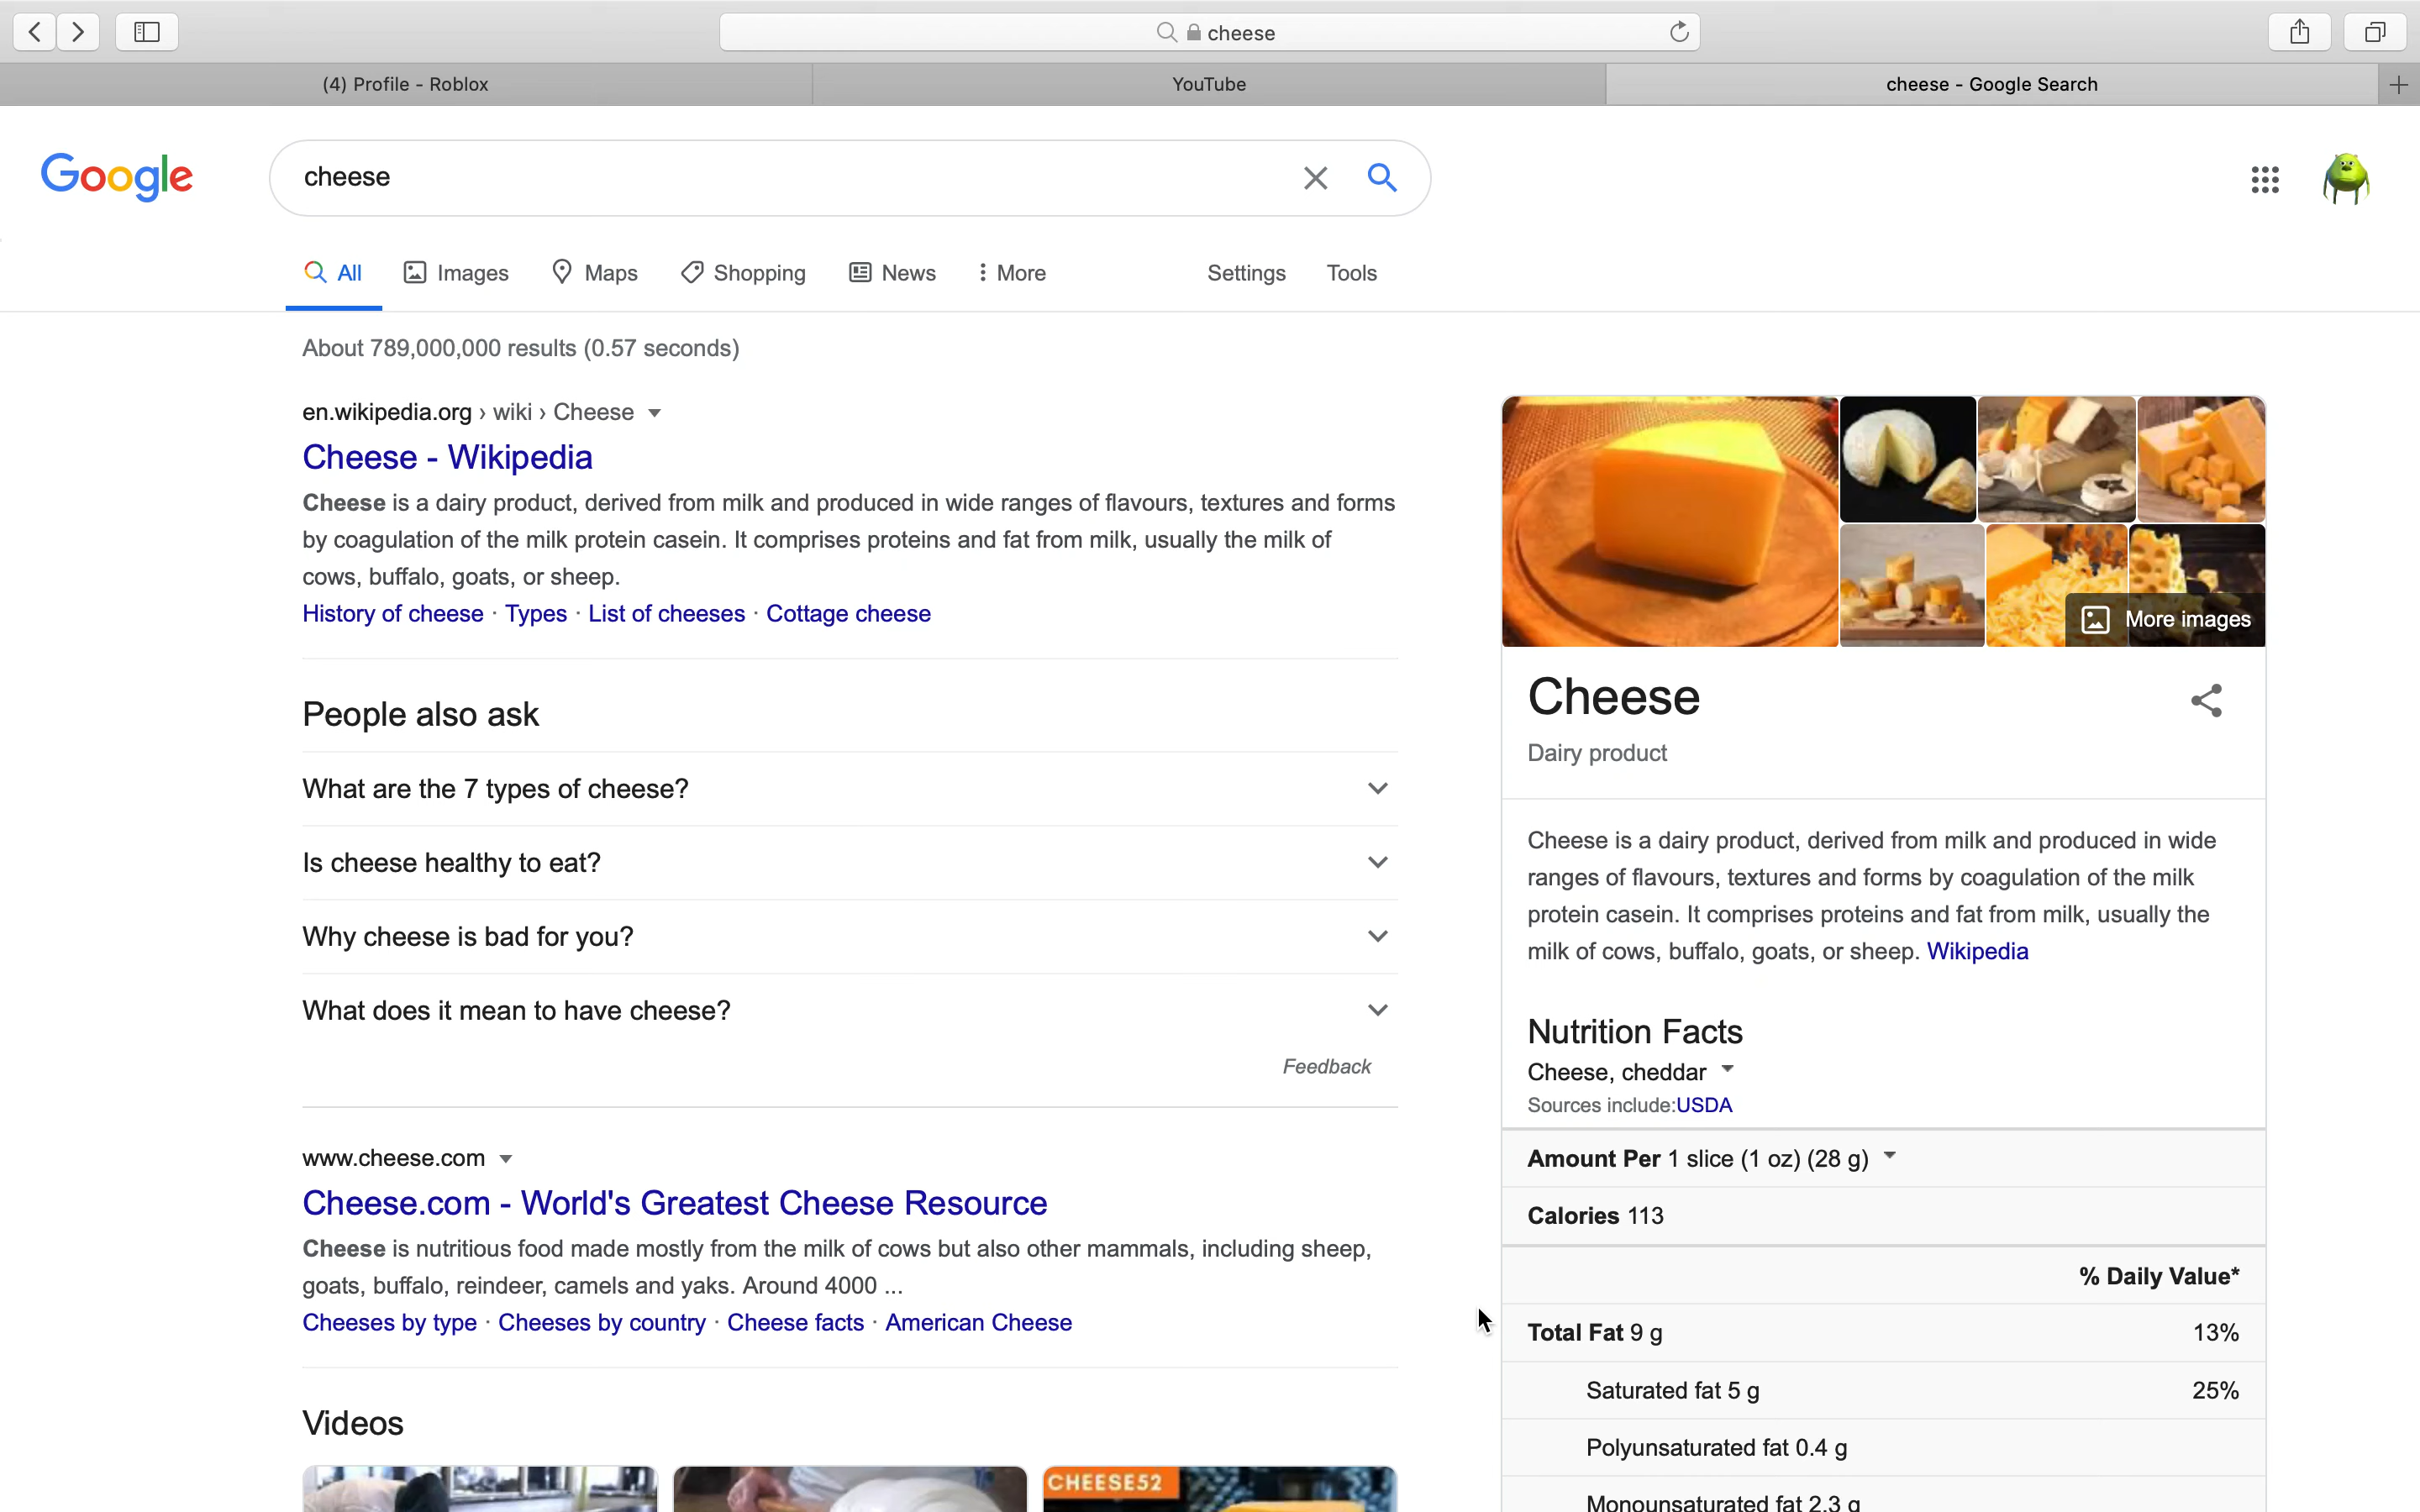 cheese
(4) Profile - Roblox
YouTube
cheese - Google Search
Google
cheese
All
Images
Maps
Shopping
News
More
Settings
Tools
About 789,000,000 results (0.57 seconds)
en.wikipedia.org › wiki › Cheese
Cheese - Wikipedia
Cheese is a dairy product, derived from milk and produced in wide ranges of flavours, textures and forms
by coagulation of the milk protein casein. It comprises proteins and fat from milk, usually the milk of
cows, buffalo, goats, or sheep.
History of cheese · Types · List of cheeses · Cottage cheese
People also ask
What are the 7 types of cheese?
Is cheese healthy to eat?
Why cheese is bad for you?
What does it mean to have cheese?
Feedback
www.cheese.com
Cheese.com - World's Greatest Cheese Resource
Cheese is nutritious food made mostly from the milk of cows but also other mammals, including sheep,
goats, buffalo, reindeer, camels and yaks. Around 4000 ...
Cheeses by type · Cheeses by country · Cheese facts · American Cheese
Videos
CHEESE52
More images
Cheese
Dairy product
Cheese is a dairy product, derived from milk and produced in wide
ranges of flavours, textures and forms by coagulation of the milk
protein casein. It comprises proteins and fat from milk, usually the
milk of cows, buffalo, goats, or sheep. Wikipedia
Nutrition Facts
Cheese, cheddar
Sources include:USDA
Amount Per 1 slice (1 oz) (28 g)
Calories 113
% Daily Value*
Total Fat 9 g 13%
Saturated fat 5 g 25%
Polyunsaturated fat 0.4 g
Monounsaturated fat 2.3 g